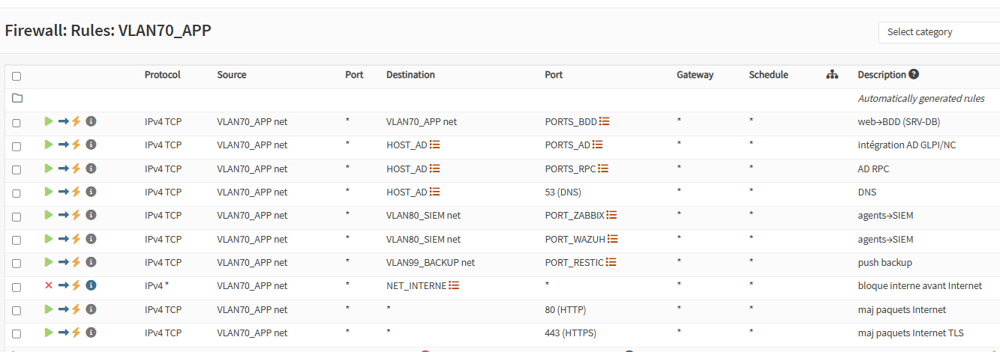 Firewall: Rules: VLAN70_APP
Select category
Protocol Source Port Destination Port Gateway Schedule Description
Automatically generated rules
IPv4 TCP VLAN70_APP net * VLAN70_APP net PORTS_BDD * * web→BDD (SRV-DB)
IPv4 TCP VLAN70_APP net * HOST_AD PORTS_AD * * intégration AD GLPI/NC
IPv4 TCP VLAN70_APP net * HOST_AD PORTS_RPC * * AD RPC
IPv4 TCP VLAN70_APP net * HOST_AD 53 (DNS) * * DNS
IPv4 TCP VLAN70_APP net * VLAN80_SIEM net PORT_ZABBIX * * agents→SIEM
IPv4 TCP VLAN70_APP net * VLAN80_SIEM net PORT_WAZUH * * agents→SIEM
IPv4 TCP VLAN70_APP net * VLAN99_BACKUP net PORT_RESTIC * * push backup
IPv4 * VLAN70_APP net * NET_INTERNE * * * bloque interne avant Internet
IPv4 TCP VLAN70_APP net * * 80 (HTTP) * * maj paquets Internet
IPv4 TCP VLAN70_APP net * * 443 (HTTPS) * * maj paquets Internet TLS